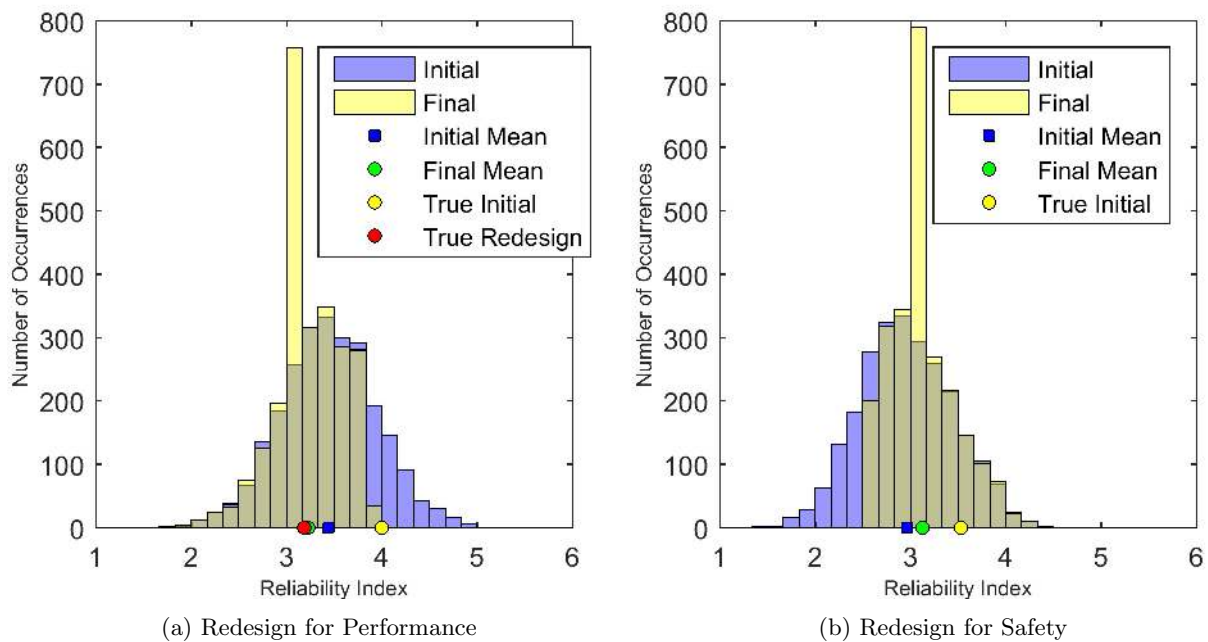 800
700
600
500
400
300
200
100
0
Number of Occurrences
Initial
Final
Initial Mean
Final Mean
True Initial
True Redesign
1 2 3 4 5 6
Reliability Index
(a) Redesign for Performance
800
700
600
500
400
300
200
100
0
Number of Occurrences
Initial
Final
Initial Mean
Final Mean
True Initial
1 2 3 4 5 6
Reliability Index
(b) Redesign for Safety